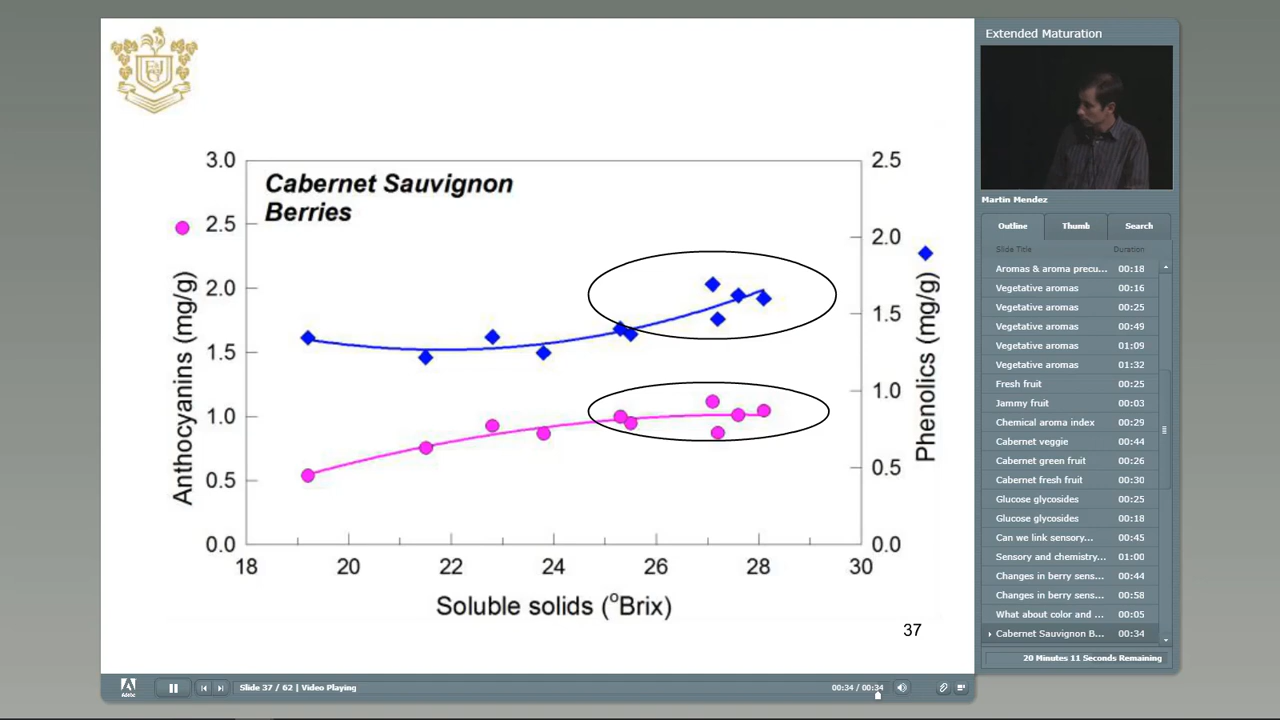 Extended Maturation
Martin Mendez
Outline Thumb Search
Slide Title Duration
Aromas & aroma precu... 00:18
Vegetative aromas 00:16
Vegetative aromas 00:25
Vegetative aromas 00:49
Vegetative aromas 01:09
Vegetative aromas 01:32
Fresh fruit 00:25
Jammy fruit 00:03
Chemical aroma index 00:29
Cabernet veggie 00:44
Cabernet green fruit 00:26
Cabernet fresh fruit 00:30
Glucose glycosides 00:25
Glucose glycosides 00:18
Can we link sensory... 00:45
Sensory and chemistry... 01:00
Changes in berry sens... 00:44
Changes in berry sens... 00:58
What about color and ... 00:05
Cabernet Sauvignon B... 00:34
20 Minutes 11 Seconds Remaining
Cabernet Sauvignon
Berries
Anthocyanins (mg/g)
3.0
2.5
2.0
1.5
1.0
0.5
0.0
Phenolics (mg/g)
2.5
2.0
1.5
1.0
0.5
0.0
18 20 22 24 26 28 30
Soluble solids (°Brix)
37
Adobe
Slide 37 / 62 | Video Playing
00:34 / 00:34